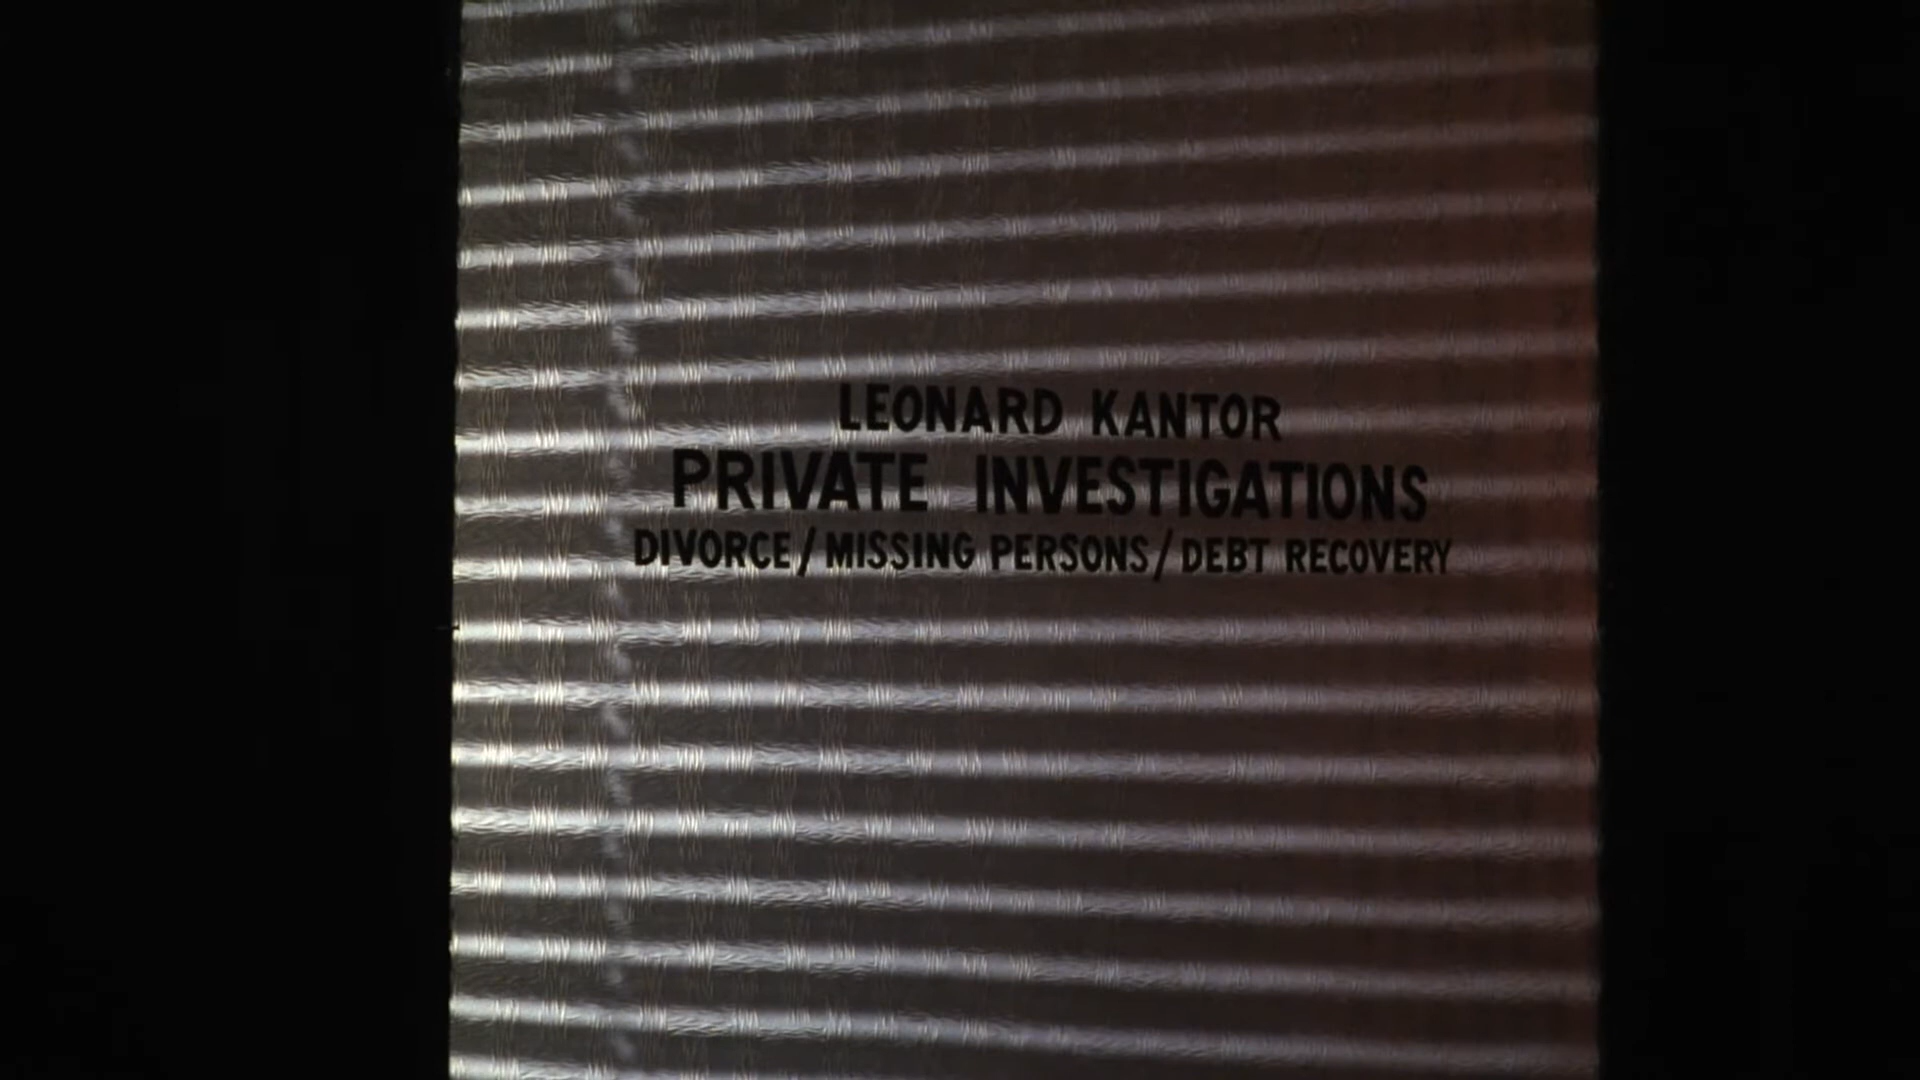 LEONARD KANTOR
PRIVATE INVESTIGATIONS
DIVORCE/MISSING PERSONS/DEBT RECOVERY